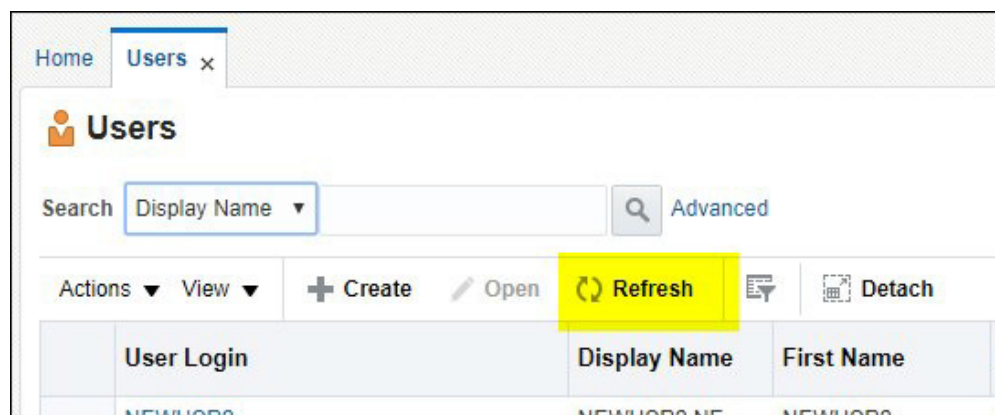 Home Users x
Users
Search Display Name Advanced
Actions View Create Open Refresh Detach
User Login Display Name First Name